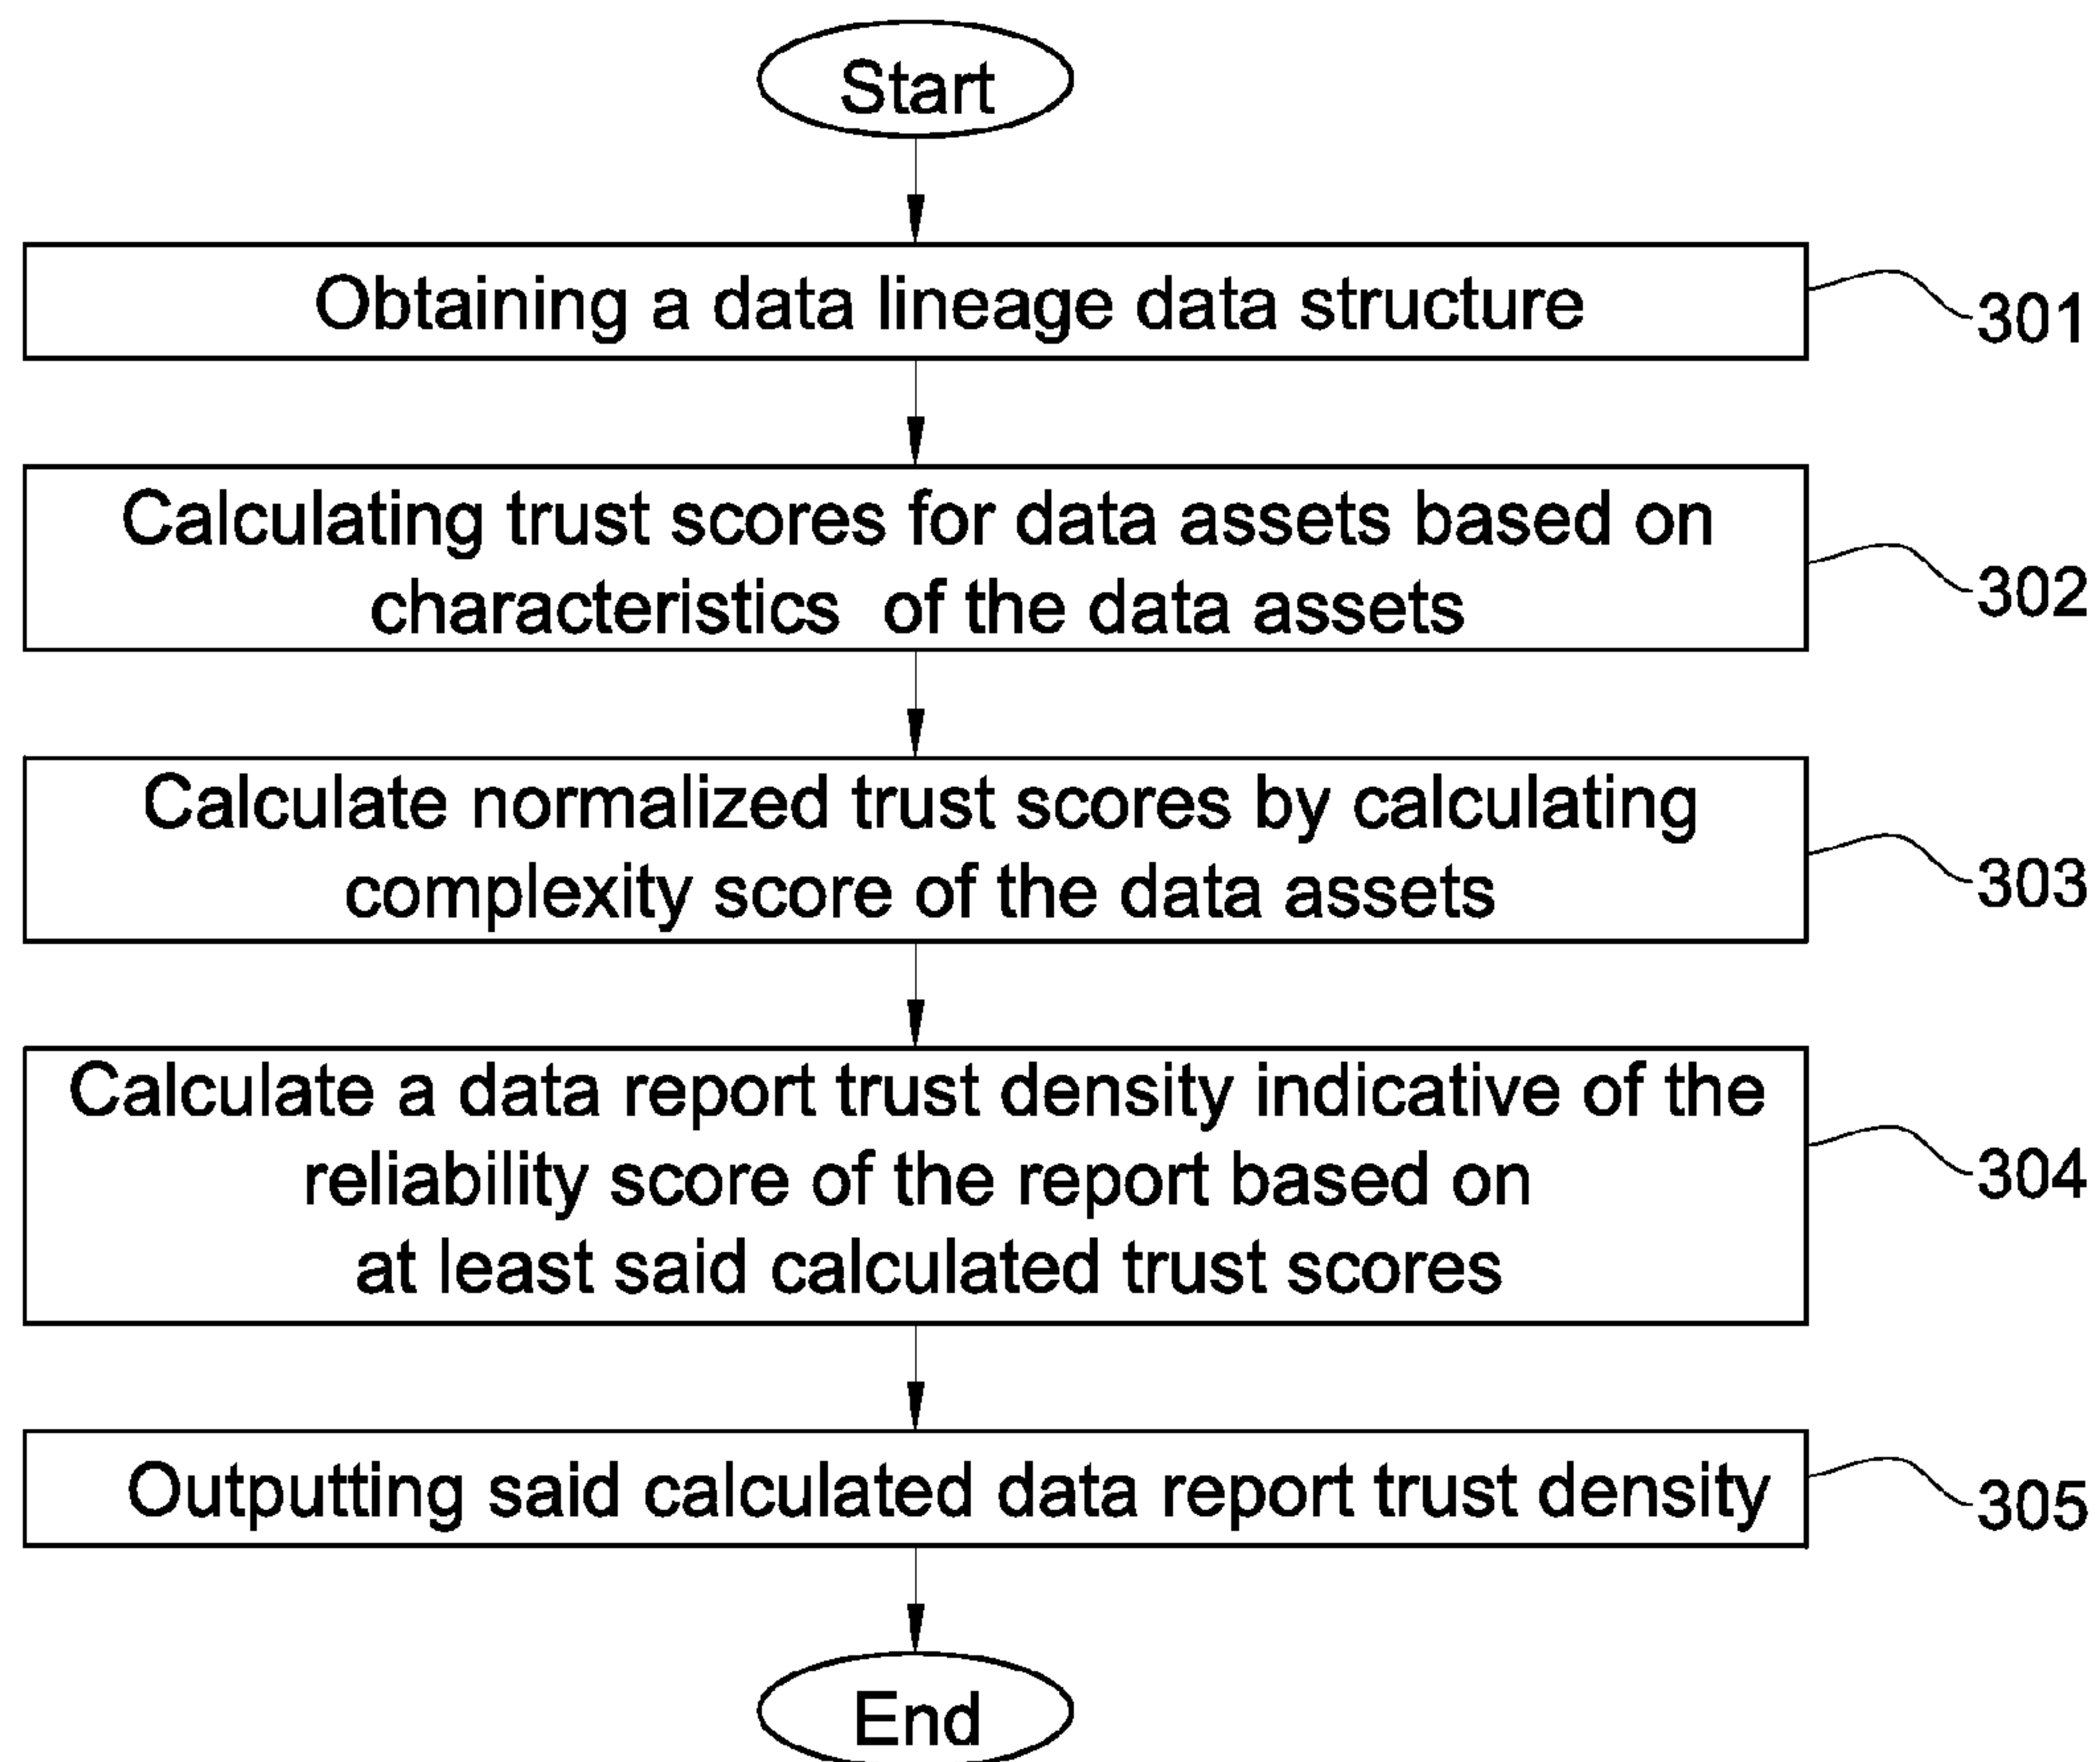 Start
Obtaining a data lineage data structure
301
Calculating trust scores for data assets based on
characteristics of the data assets
302
Calculate normalized trust scores by calculating
complexity score of the data assets
303
Calculate a data report trust density indicative of the
reliability score of the report based on
at least said calculated trust scores
304
Outputting said calculated data report trust density
305
End